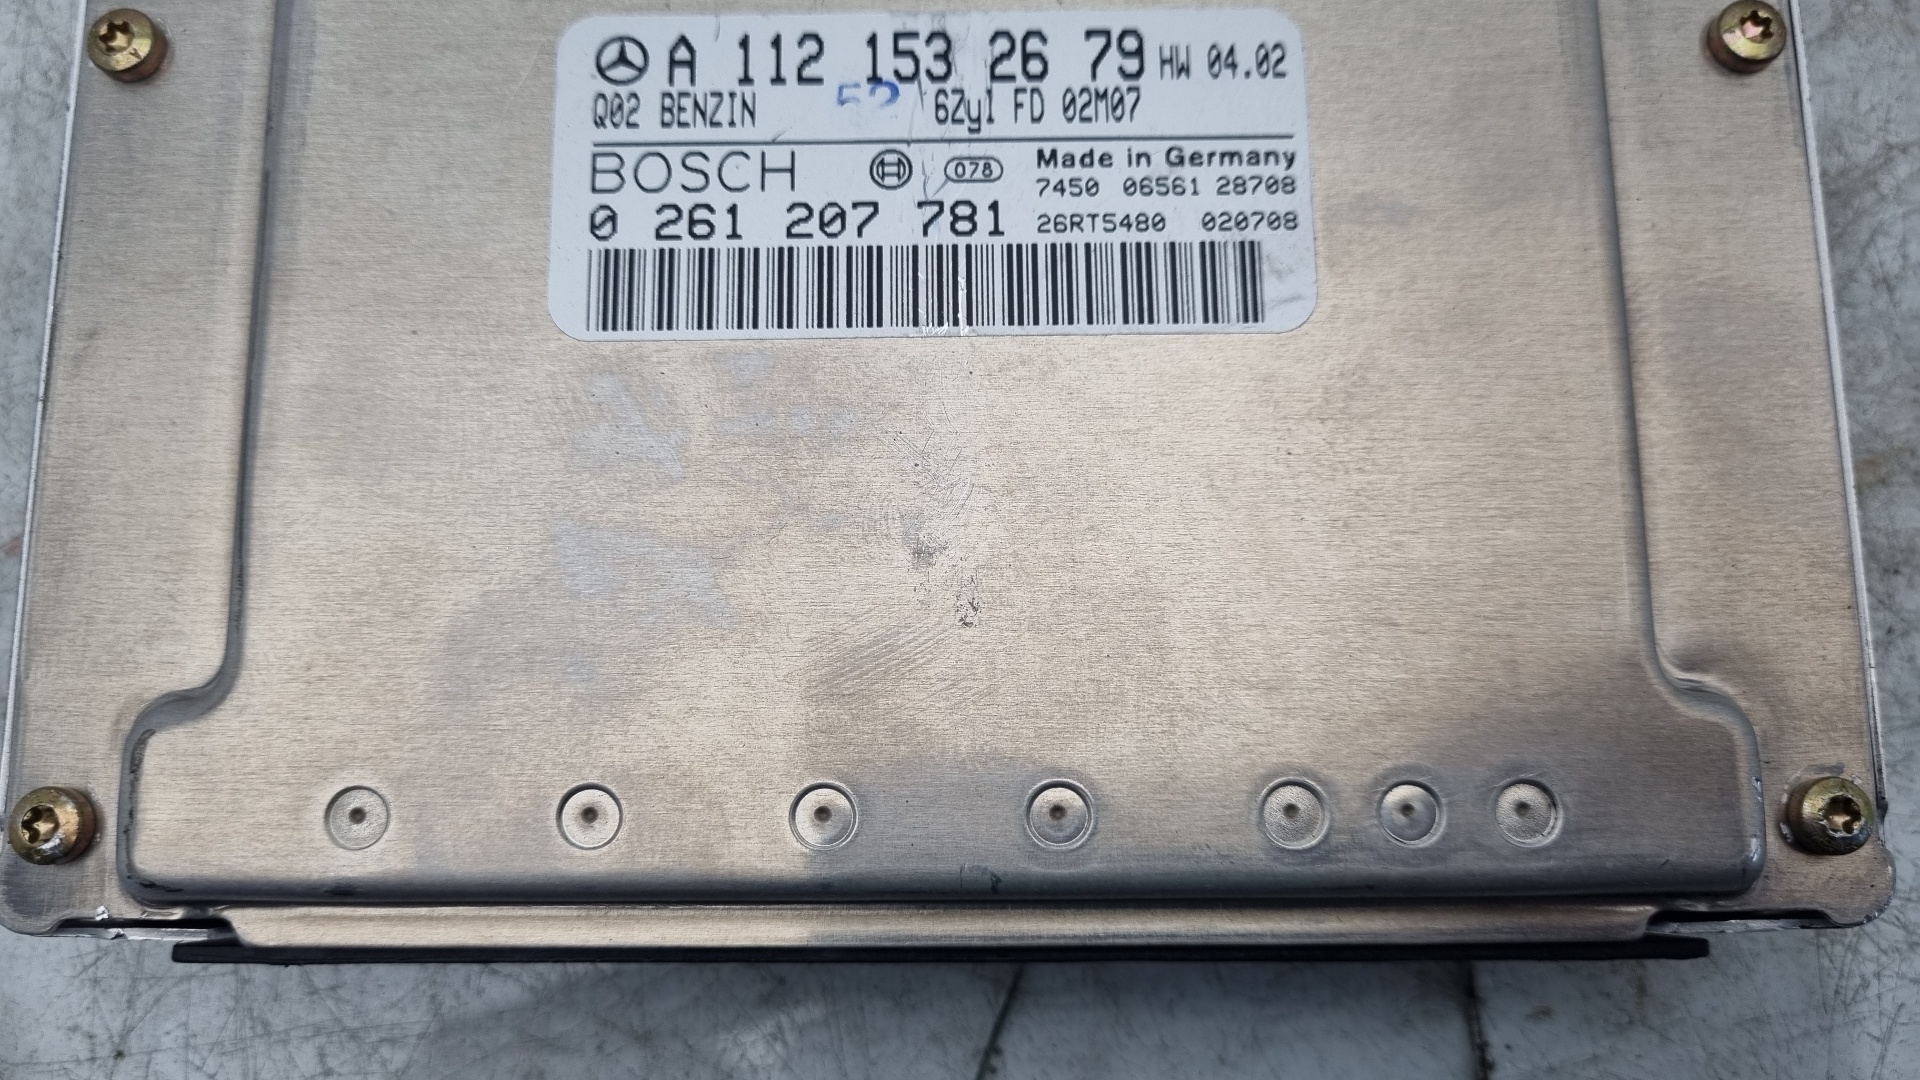 A 112 153 26 79 HW 04.02
Q02 BENZIN 52 6Zyl FD 02M07
BOSCH 078 Made in Germany
7450 06561 28708
0 261 207 781 26RT5480 020708